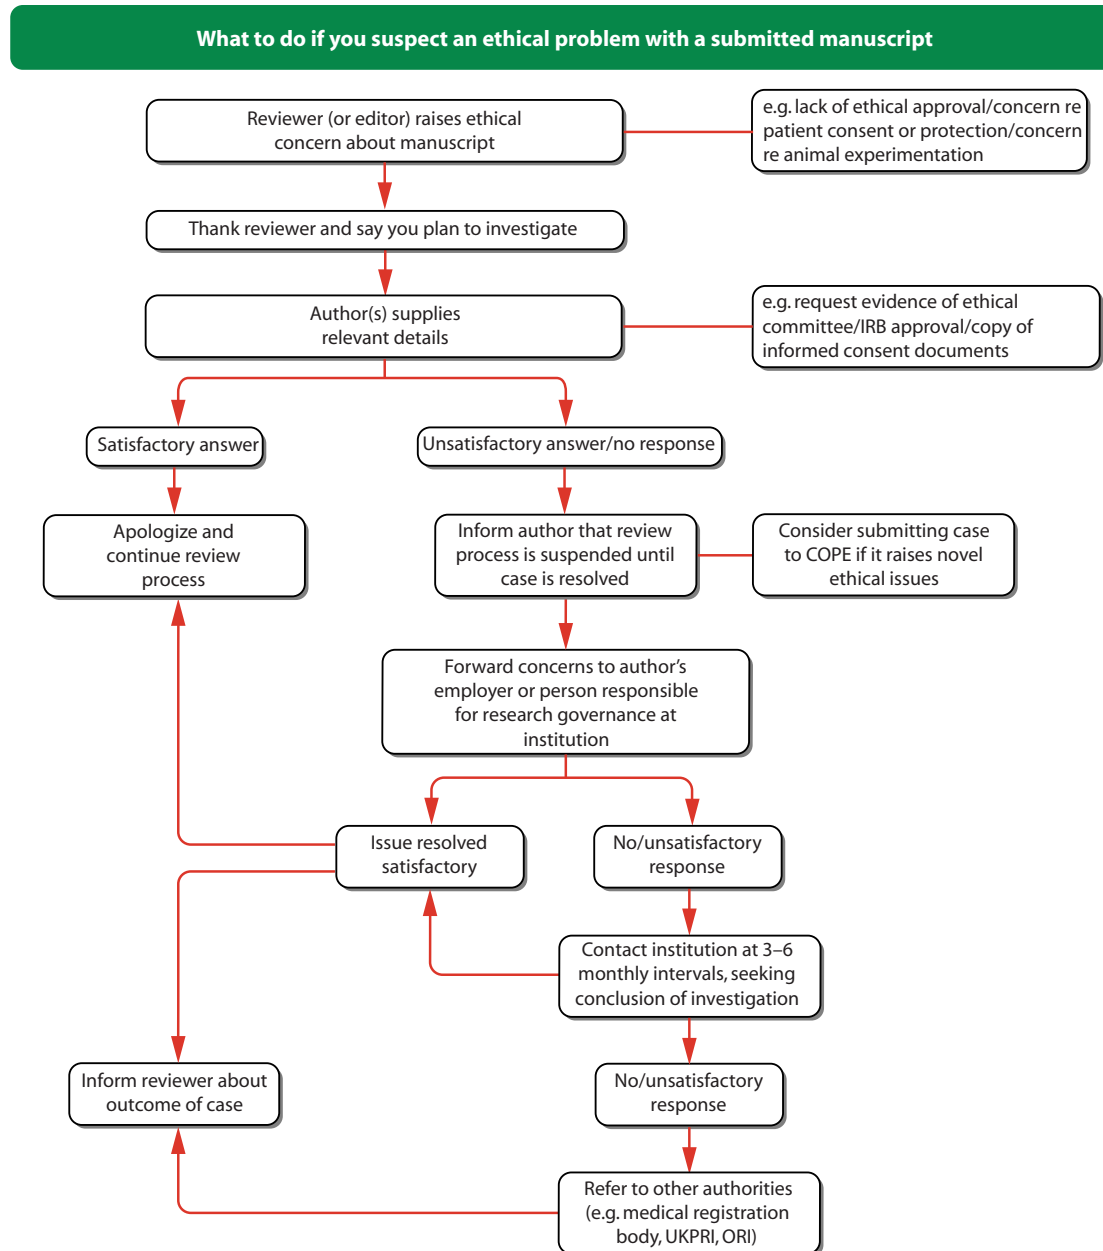 What to do if you suspect an ethical problem with a submitted manuscript
Reviewer (or editor) raises ethical
concern about manuscript
e.g. lack of ethical approval/concern re
patient consent or protection/concern
re animal experimentation
Thank reviewer and say you plan to investigate
Author(s) supplies
relevant details
e.g. request evidence of ethical
committee/IRB approval/copy of
informed consent documents
Satisfactory answer
Unsatisfactory answer/no response
Apologize and
continue review
process
Inform author that review
process is suspended until
case is resolved
Consider submitting case
to COPE if it raises novel
ethical issues
Forward concerns to author’s
employer or person responsible
for research governance at
institution
Issue resolved
satisfactory
No/unsatisfactory
response
Contact institution at 3–6
monthly intervals, seeking
conclusion of investigation
Inform reviewer about
outcome of case
No/unsatisfactory
response
Refer to other authorities
(e.g. medical registration
body, UKPRI, ORI)